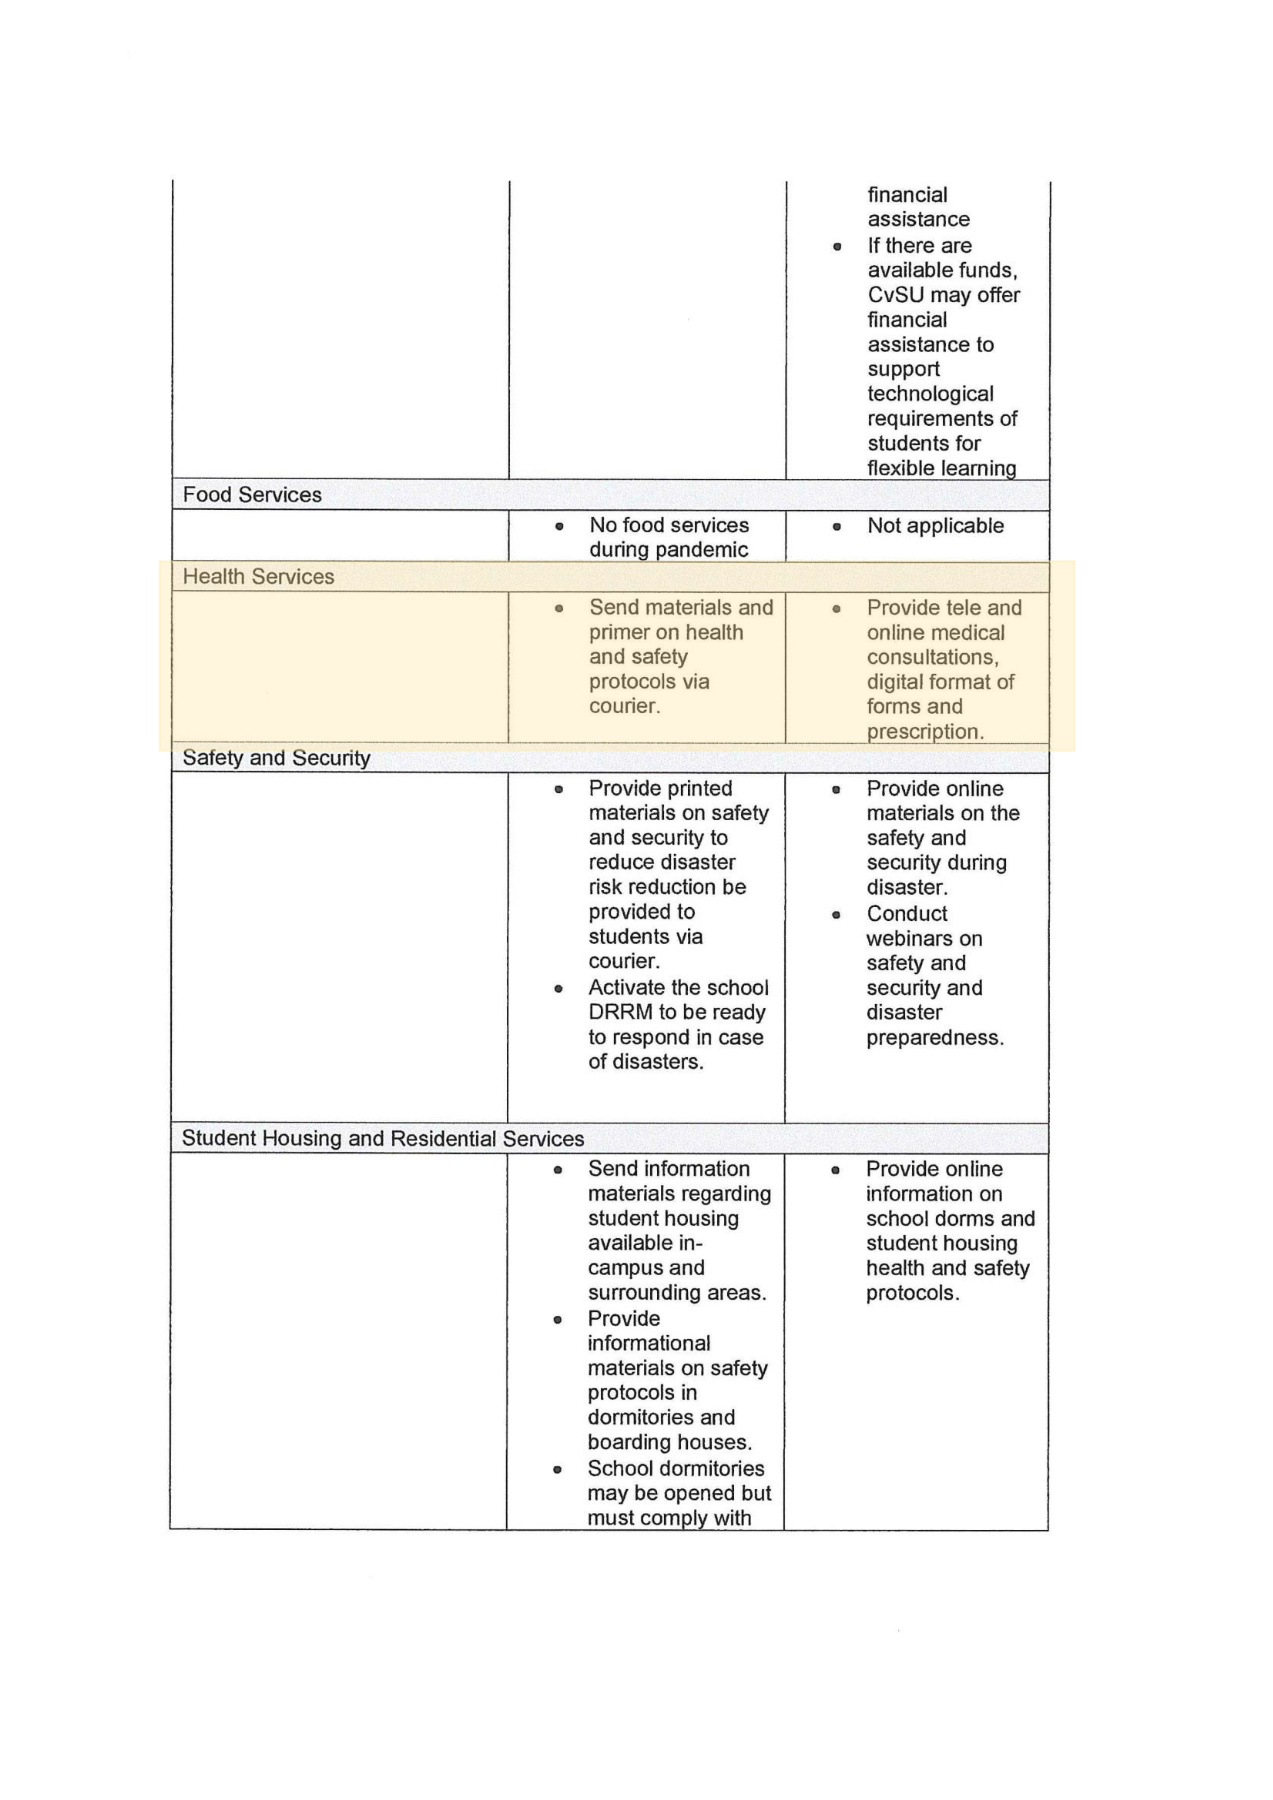 financial
assistance
• If there are
available funds,
CvSU may offer
financial
assistance to
support
technological
requirements of
students for
flexible learning
Food Services
• No food services
during pandemic
• Not applicable
Health Services
• Send materials and
primer on health
and safety
protocols via
courier.
• Provide tele and
online medical
consultations,
digital format of
forms and
prescription.
Safety and Security
• Provide printed
materials on safety
and security to
reduce disaster
risk reduction be
provided to
students via
courier.
• Activate the school
DRRM to be ready
to respond in case
of disasters.
• Provide online
materials on the
safety and
security during
disaster.
• Conduct
webinars on
safety and
security and
disaster
preparedness.
Student Housing and Residential Services
• Send information
materials regarding
student housing
available in-
campus and
surrounding areas.
• Provide
informational
materials on safety
protocols in
dormitories and
boarding houses.
• School dormitories
may be opened but
must comply with
• Provide online
information on
school dorms and
student housing
health and safety
protocols.